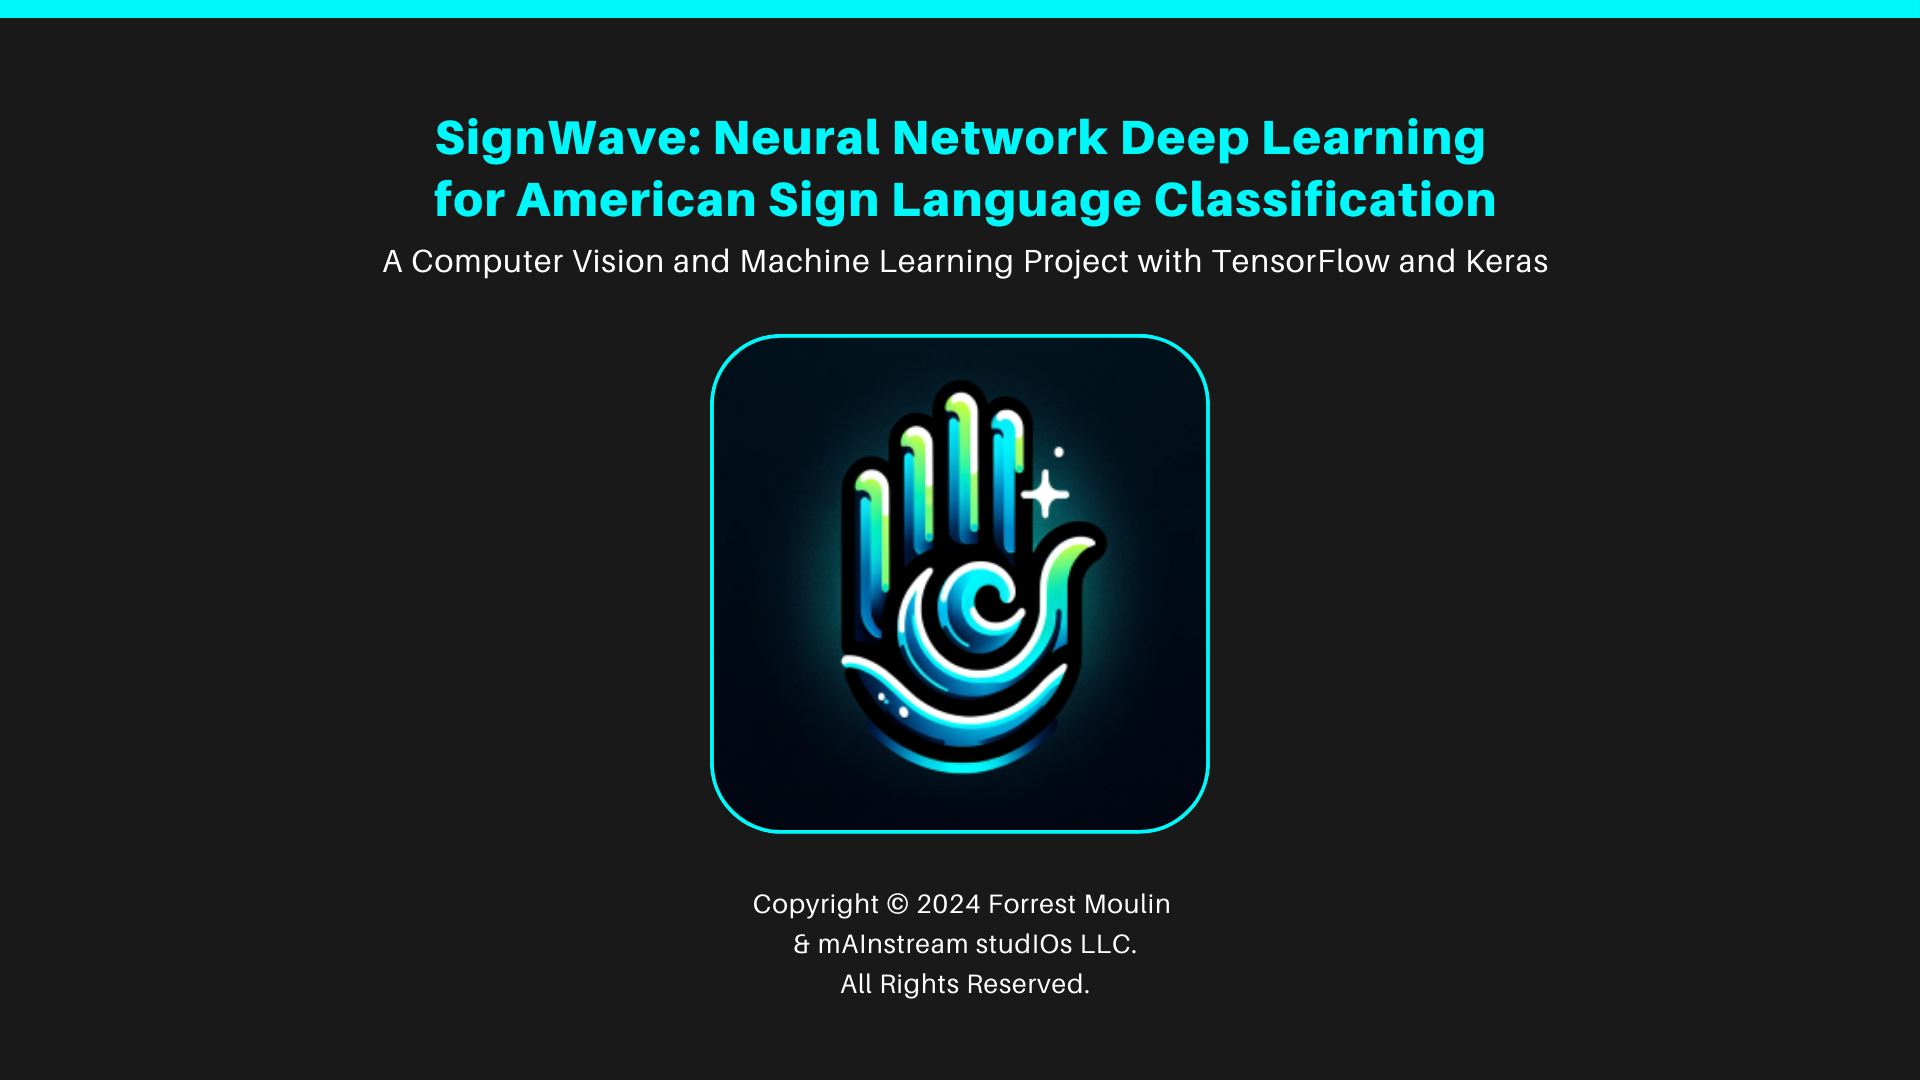 SignWave: Neural Network Deep Learning
for American Sign Language Classification
A Computer Vision and Machine Learning Project with TensorFlow and Keras
Copyright © 2024 Forrest Moulin
& mAInstream studIOs LLC.
All Rights Reserved.